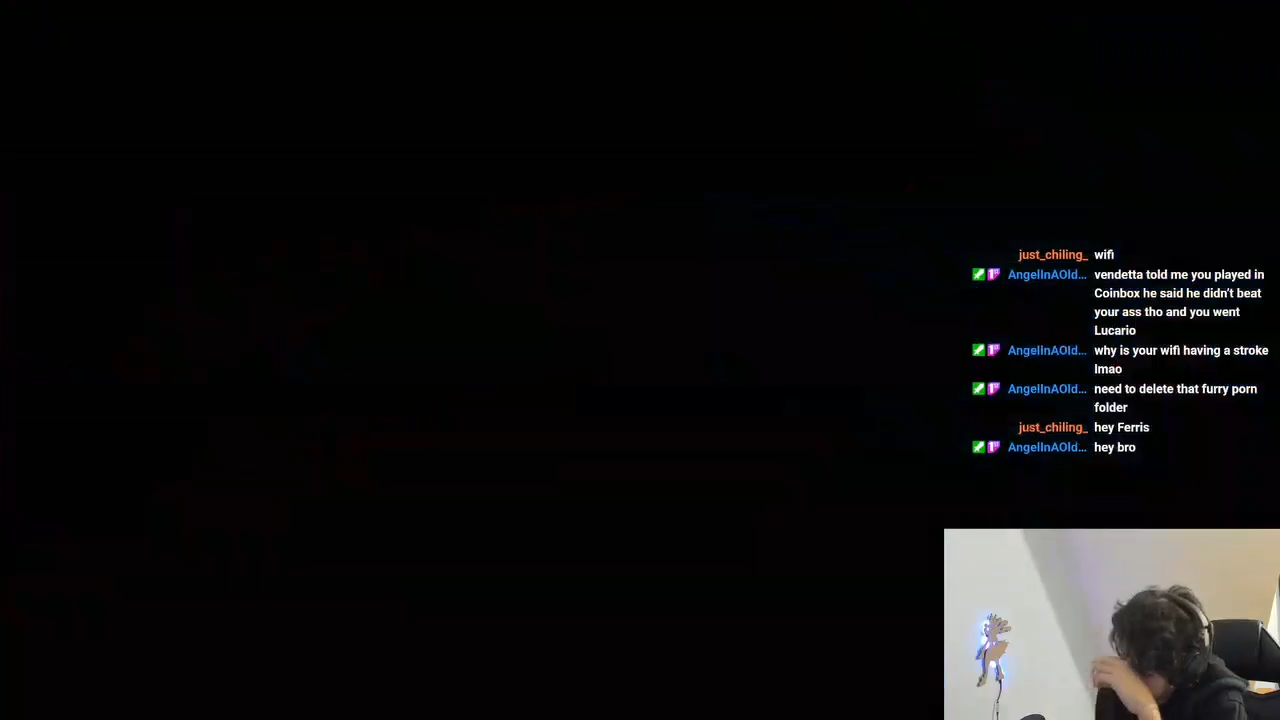 just_chiling_ wifi
AngelInAOld... vendetta told me you played in
Coinbox he said he didn't beat
your ass tho and you went
Lucario
AngelInAOld... why is your wifi having a stroke
lmao
AngelInAOld... need to delete that furry porn
folder
just_chiling_ hey Ferris
AngelInAOld... hey bro